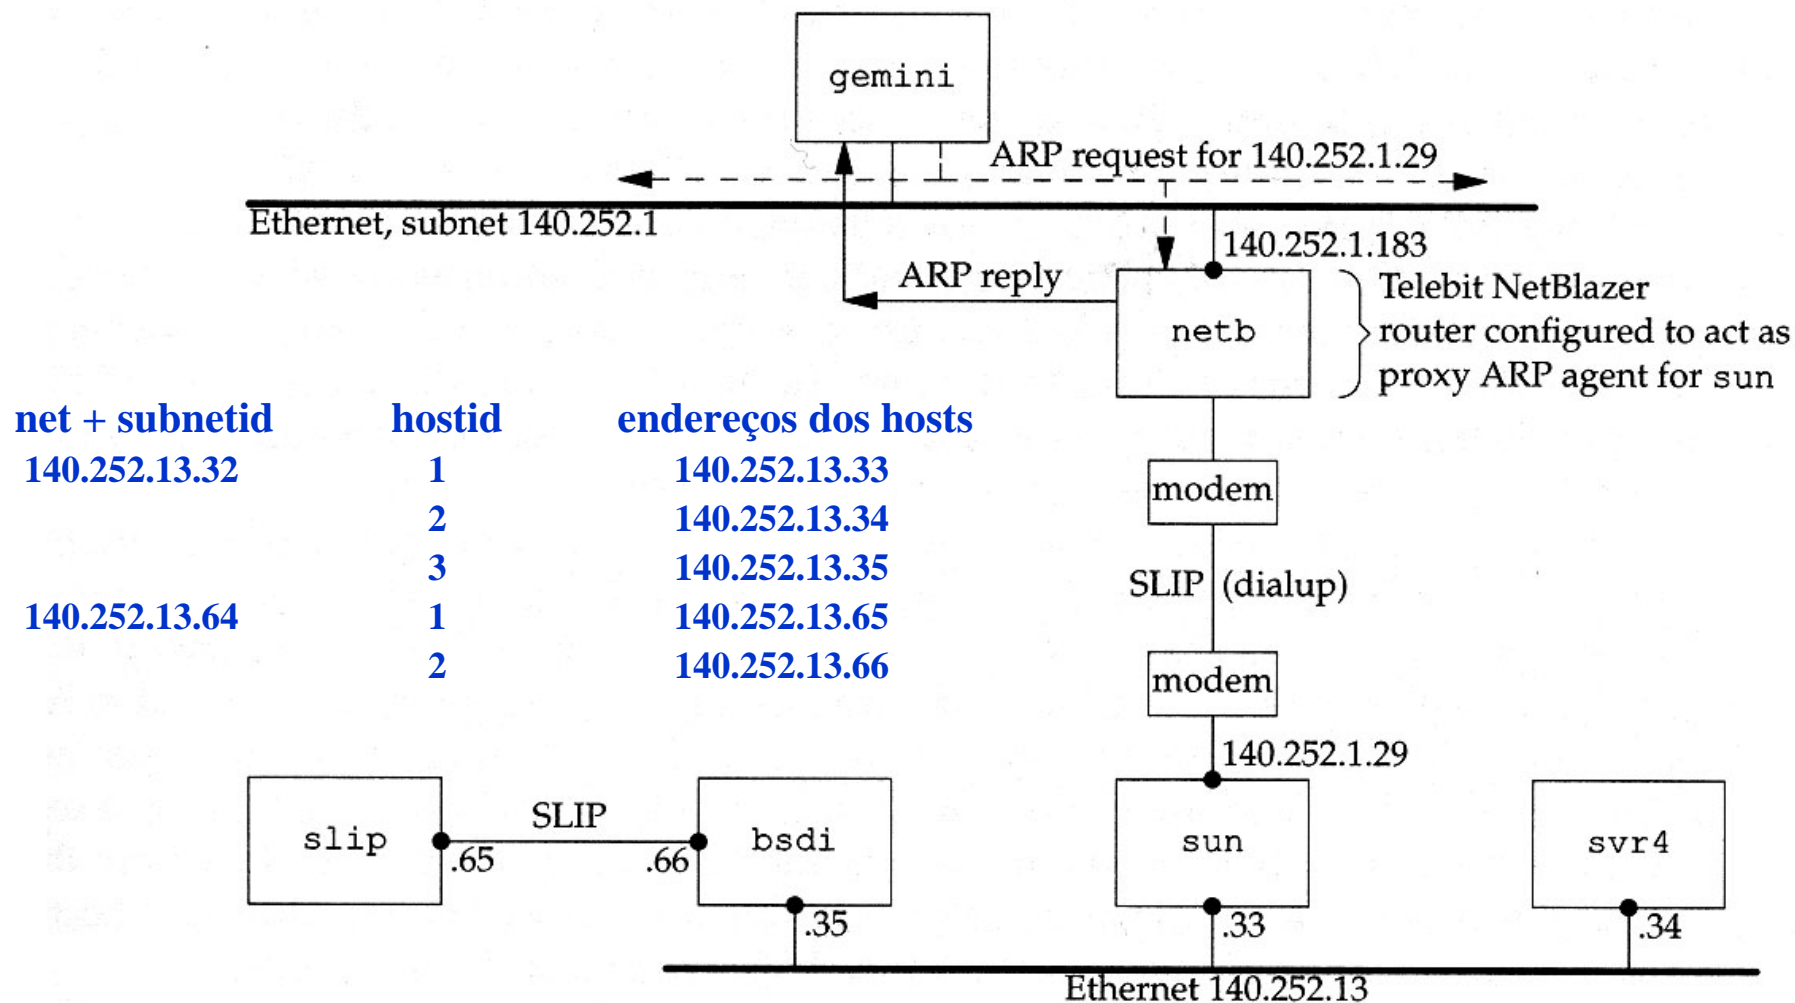 gemini
ARP request for 140.252.1.29
Ethernet, subnet 140.252.1
140.252.1.183
ARP reply
netb
Telebit NetBlazer
router configured to act as
proxy ARP agent for sun
net + subnetid hostid endereços dos hosts
140.252.13.32 1 140.252.13.33
2 140.252.13.34
3 140.252.13.35
140.252.13.64 1 140.252.13.65
2 140.252.13.66
modem
SLIP (dialup)
modem
140.252.1.29
slip
SLIP
.65
.66
bsdi
sun
svr4
.35
.33
.34
Ethernet 140.252.13